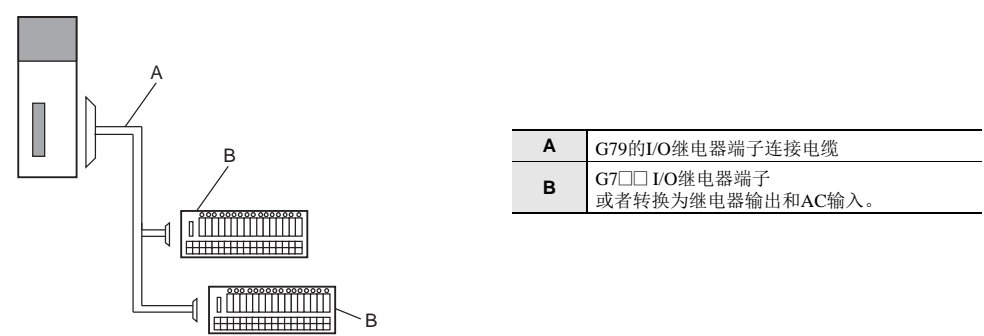 A
B
B
A G79的I/O继电器端子连接电缆
B G7□□ I/O继电器端子
或者转换为继电器输出和AC输入。